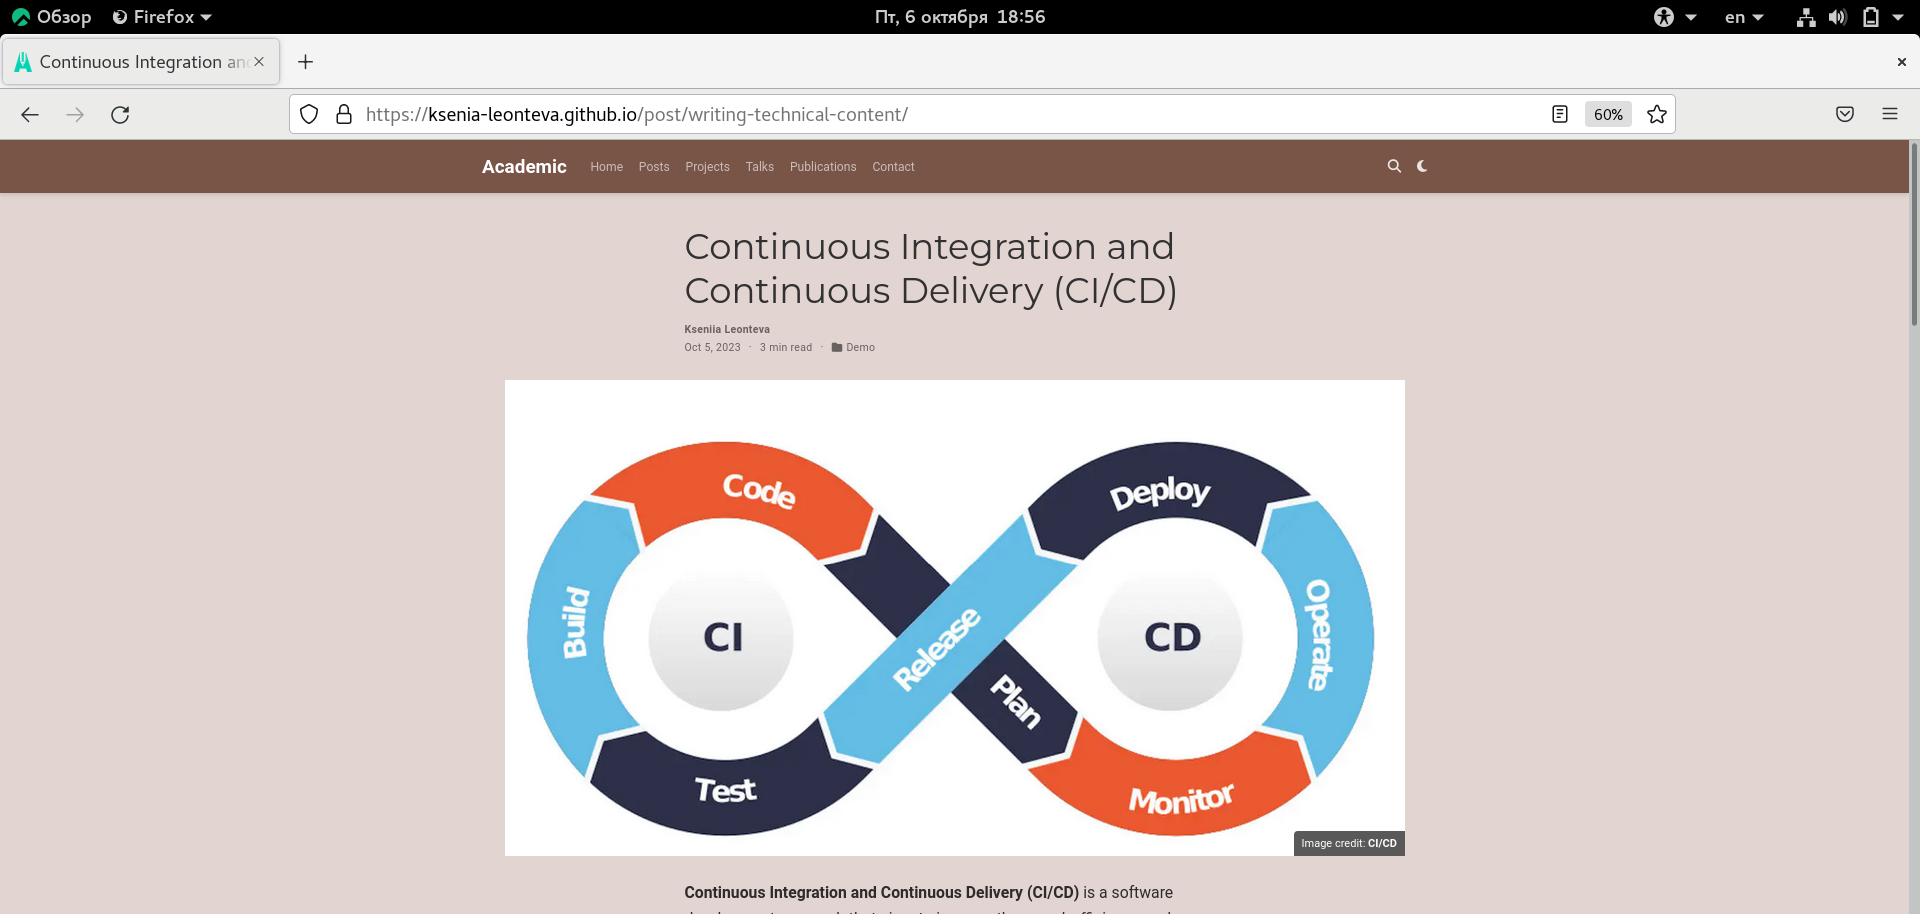 Обзор Firefox Пт, 6 октября 18:56 en
Continuous Integration an
https://ksenia-leonteva.github.io/post/writing-technical-content/ 60%
Academic Home Posts Projects Talks Publications Contact
Continuous Integration and
Continuous Delivery (CI/CD)
Kseniia Leonteva
Oct 5, 2023 · 3 min read · Demo
Code
Deploy
Build
CI
Release
CD
Operate
Plan
Test
Monitor
Image credit: CI/CD
Continuous Integration and Continuous Delivery (CI/CD) is a software